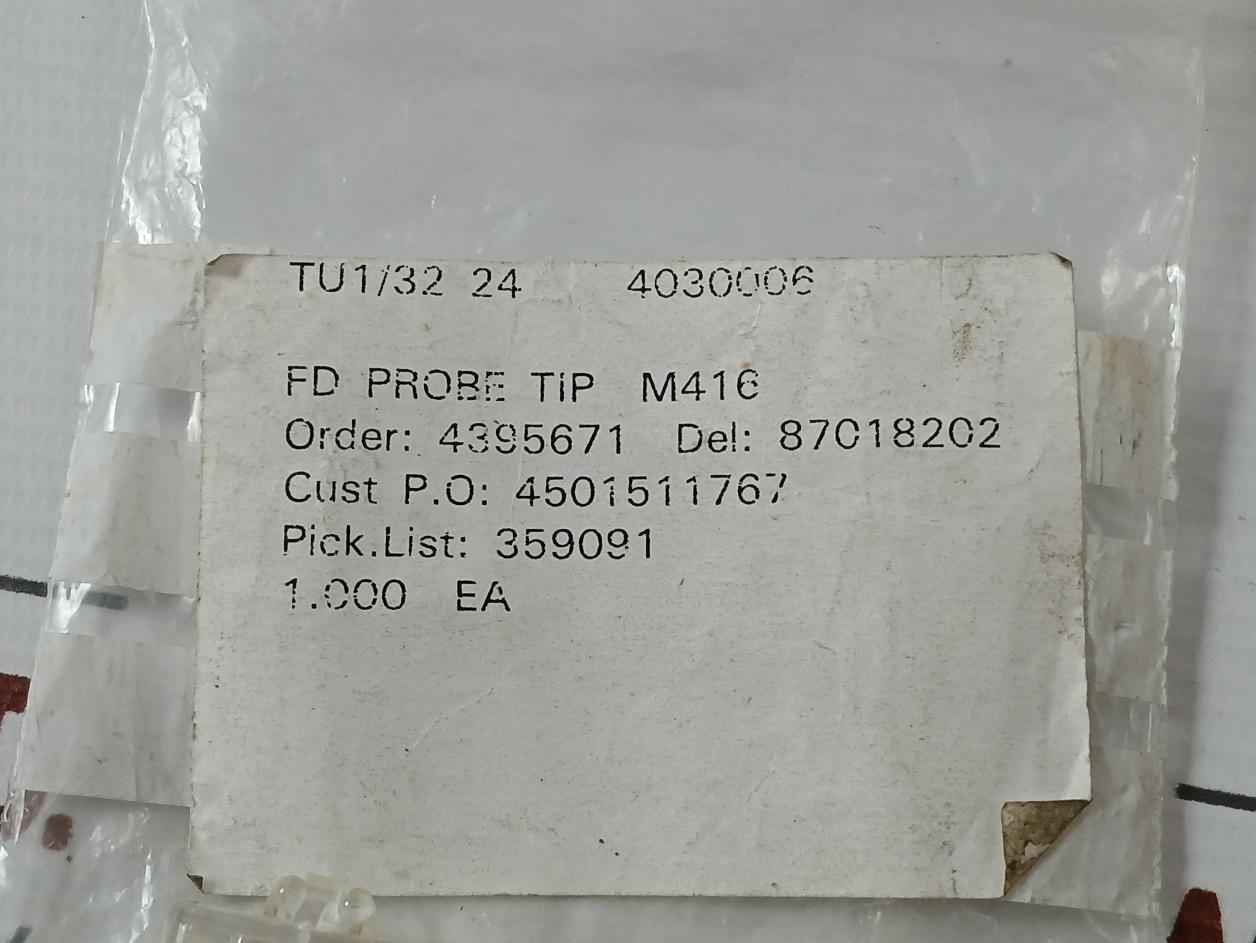 TU1/32 24 4030006
FD PROBE TIP M416
Order: 4395671 Del: 87018202
Cust P.O: 4501511767
Pick.List: 359091
1.000 EA